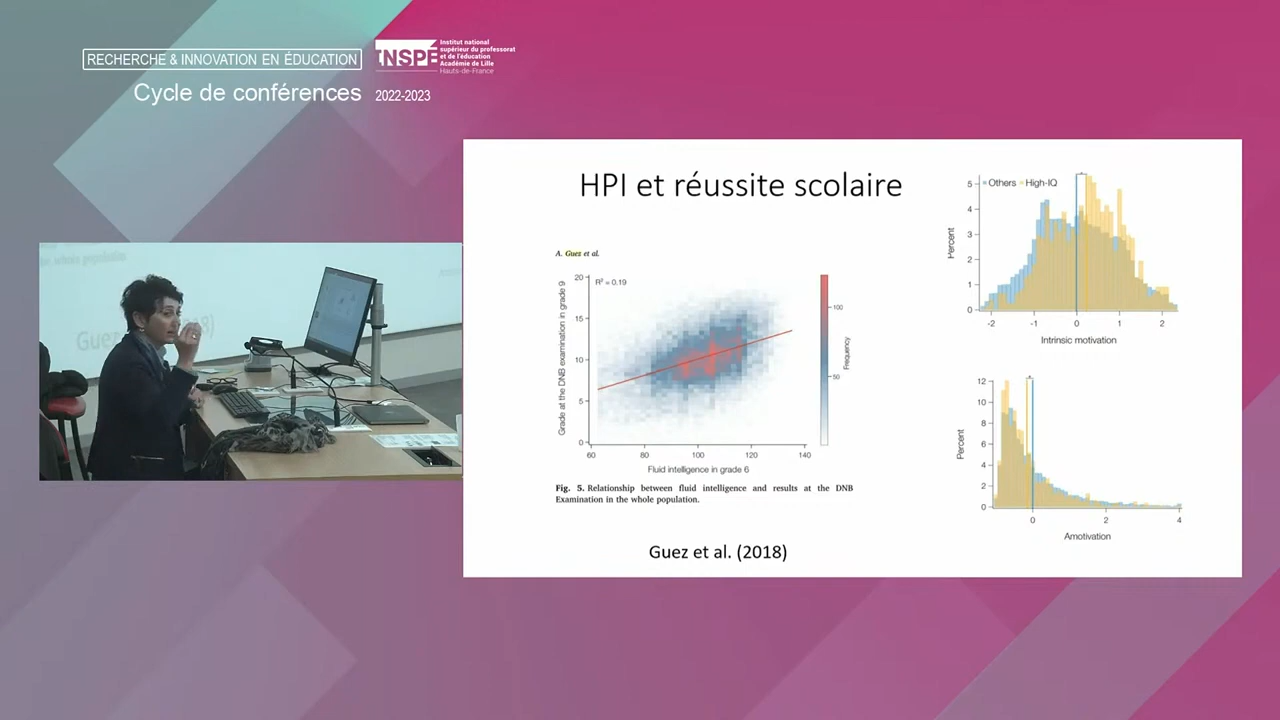 RECHERCHE & INNOVATION EN ÉDUCATION
Cycle de conférences 2022-2023
INSPÉ
Institut national
supérieur du professorat
et de l'éducation
Académie de Lille
Hauts-de-France
HPI et réussite scolaire
A. Guez et al.
R² = 0.19
Grade at the DNB examination in grade 9
20
15
10
5
0
60 80 100 120 140
Fluid intelligence in grade 6
100
50
Frequency
Fig. 5. Relationship between fluid intelligence and results at the DNB
Examination in the whole population.
Guez et al. (2018)
Others High-IQ
Percent
5
4
3
2
1
0
-2 -1 0 1 2
Intrinsic motivation
*
Percent
12
10
8
6
4
2
0
0 2 4
Amotivation
the whole population
Guez